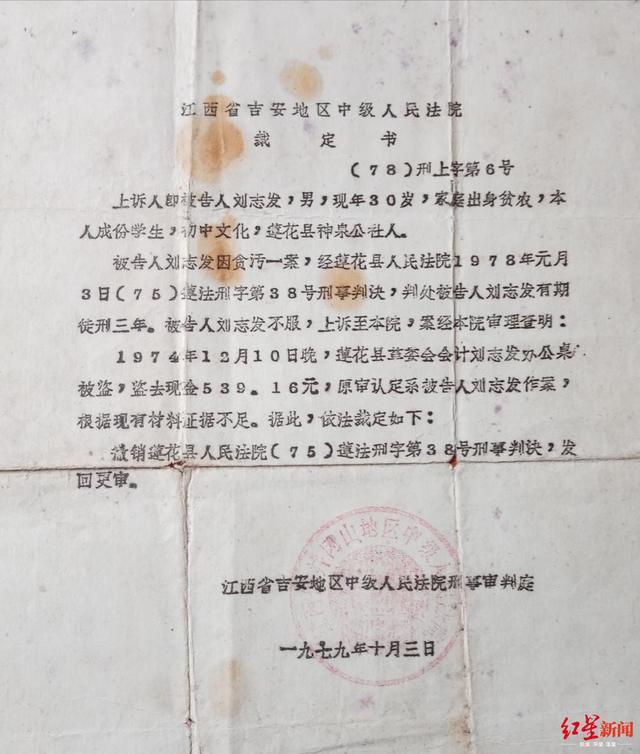 江西省吉安地区中级人民法院
裁定书
(78)刑上字第6号
上诉人即被告人刘志发,男,现年30岁,家庭出身贫农,本
人成份学生,初中文化,莲花县神泉公社人。
被告人刘志发因贪污一案,经莲花县人民法院1978年元月
3日(75)莲法刑字第38号刑事判决,判处被告人刘志发有期
徒刑三年。被告人刘志发不服,上诉至本院,案经本院审理查明:
1974年12月10日晚,莲花县革委会会计刘志发办公桌
被盗,盗去现金539。16元,原审认定系被告人刘志发作案,
根据现有材料证据不足。据此,依法裁定如下:
撤销莲花县人民法院(75)莲法刑字第38号刑事判决,发
回更审。
冈山地区中级人
江西省吉安地区中级人民法院刑事审判庭
一九七九年十月三日
红星新闻